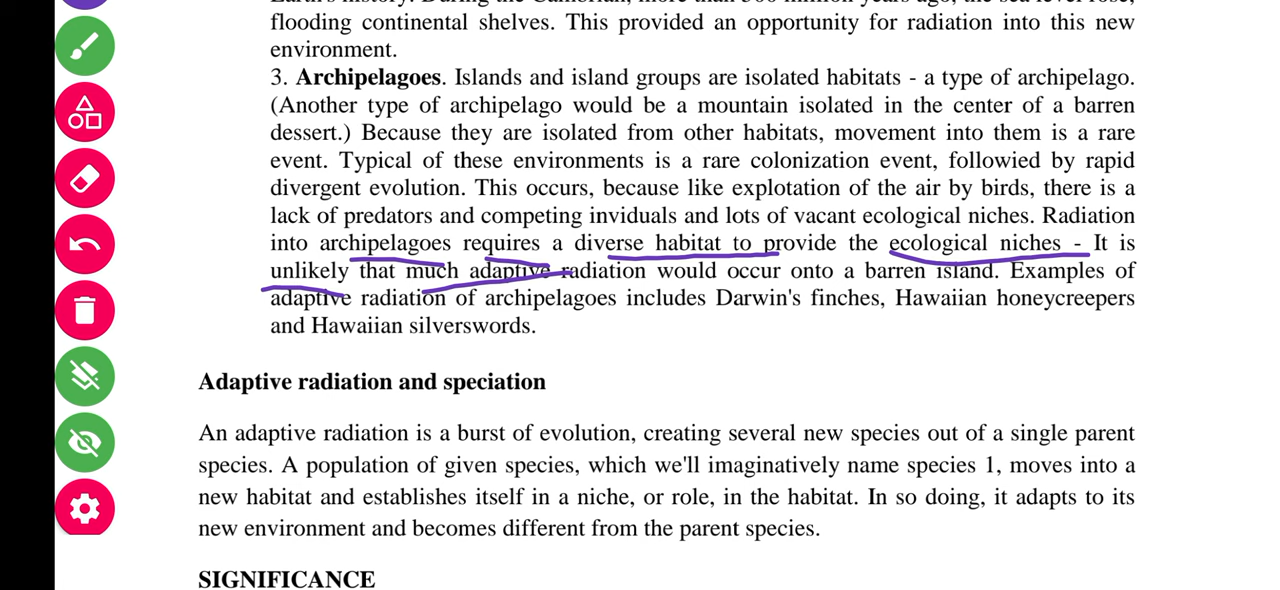 flooding continental shelves. This provided an opportunity for radiation into this new
environment.
3. Archipelagoes. Islands and island groups are isolated habitats - a type of archipelago.
(Another type of archipelago would be a mountain isolated in the center of a barren
dessert.) Because they are isolated from other habitats, movement into them is a rare
event. Typical of these environments is a rare colonization event, followied by rapid
divergent evolution. This occurs, because like explotation of the air by birds, there is a
lack of predators and competing inviduals and lots of vacant ecological niches. Radiation
into archipelagoes requires a diverse habitat to provide the ecological niches - It is
unlikely that much adaptive radiation would occur onto a barren island. Examples of
adaptive radiation of archipelagoes includes Darwin's finches, Hawaiian honeycreepers
and Hawaiian silverswords.
Adaptive radiation and speciation
An adaptive radiation is a burst of evolution, creating several new species out of a single parent
species. A population of given species, which we'll imaginatively name species 1, moves into a
new habitat and establishes itself in a niche, or role, in the habitat. In so doing, it adapts to its
new environment and becomes different from the parent species.
SIGNIFICANCE